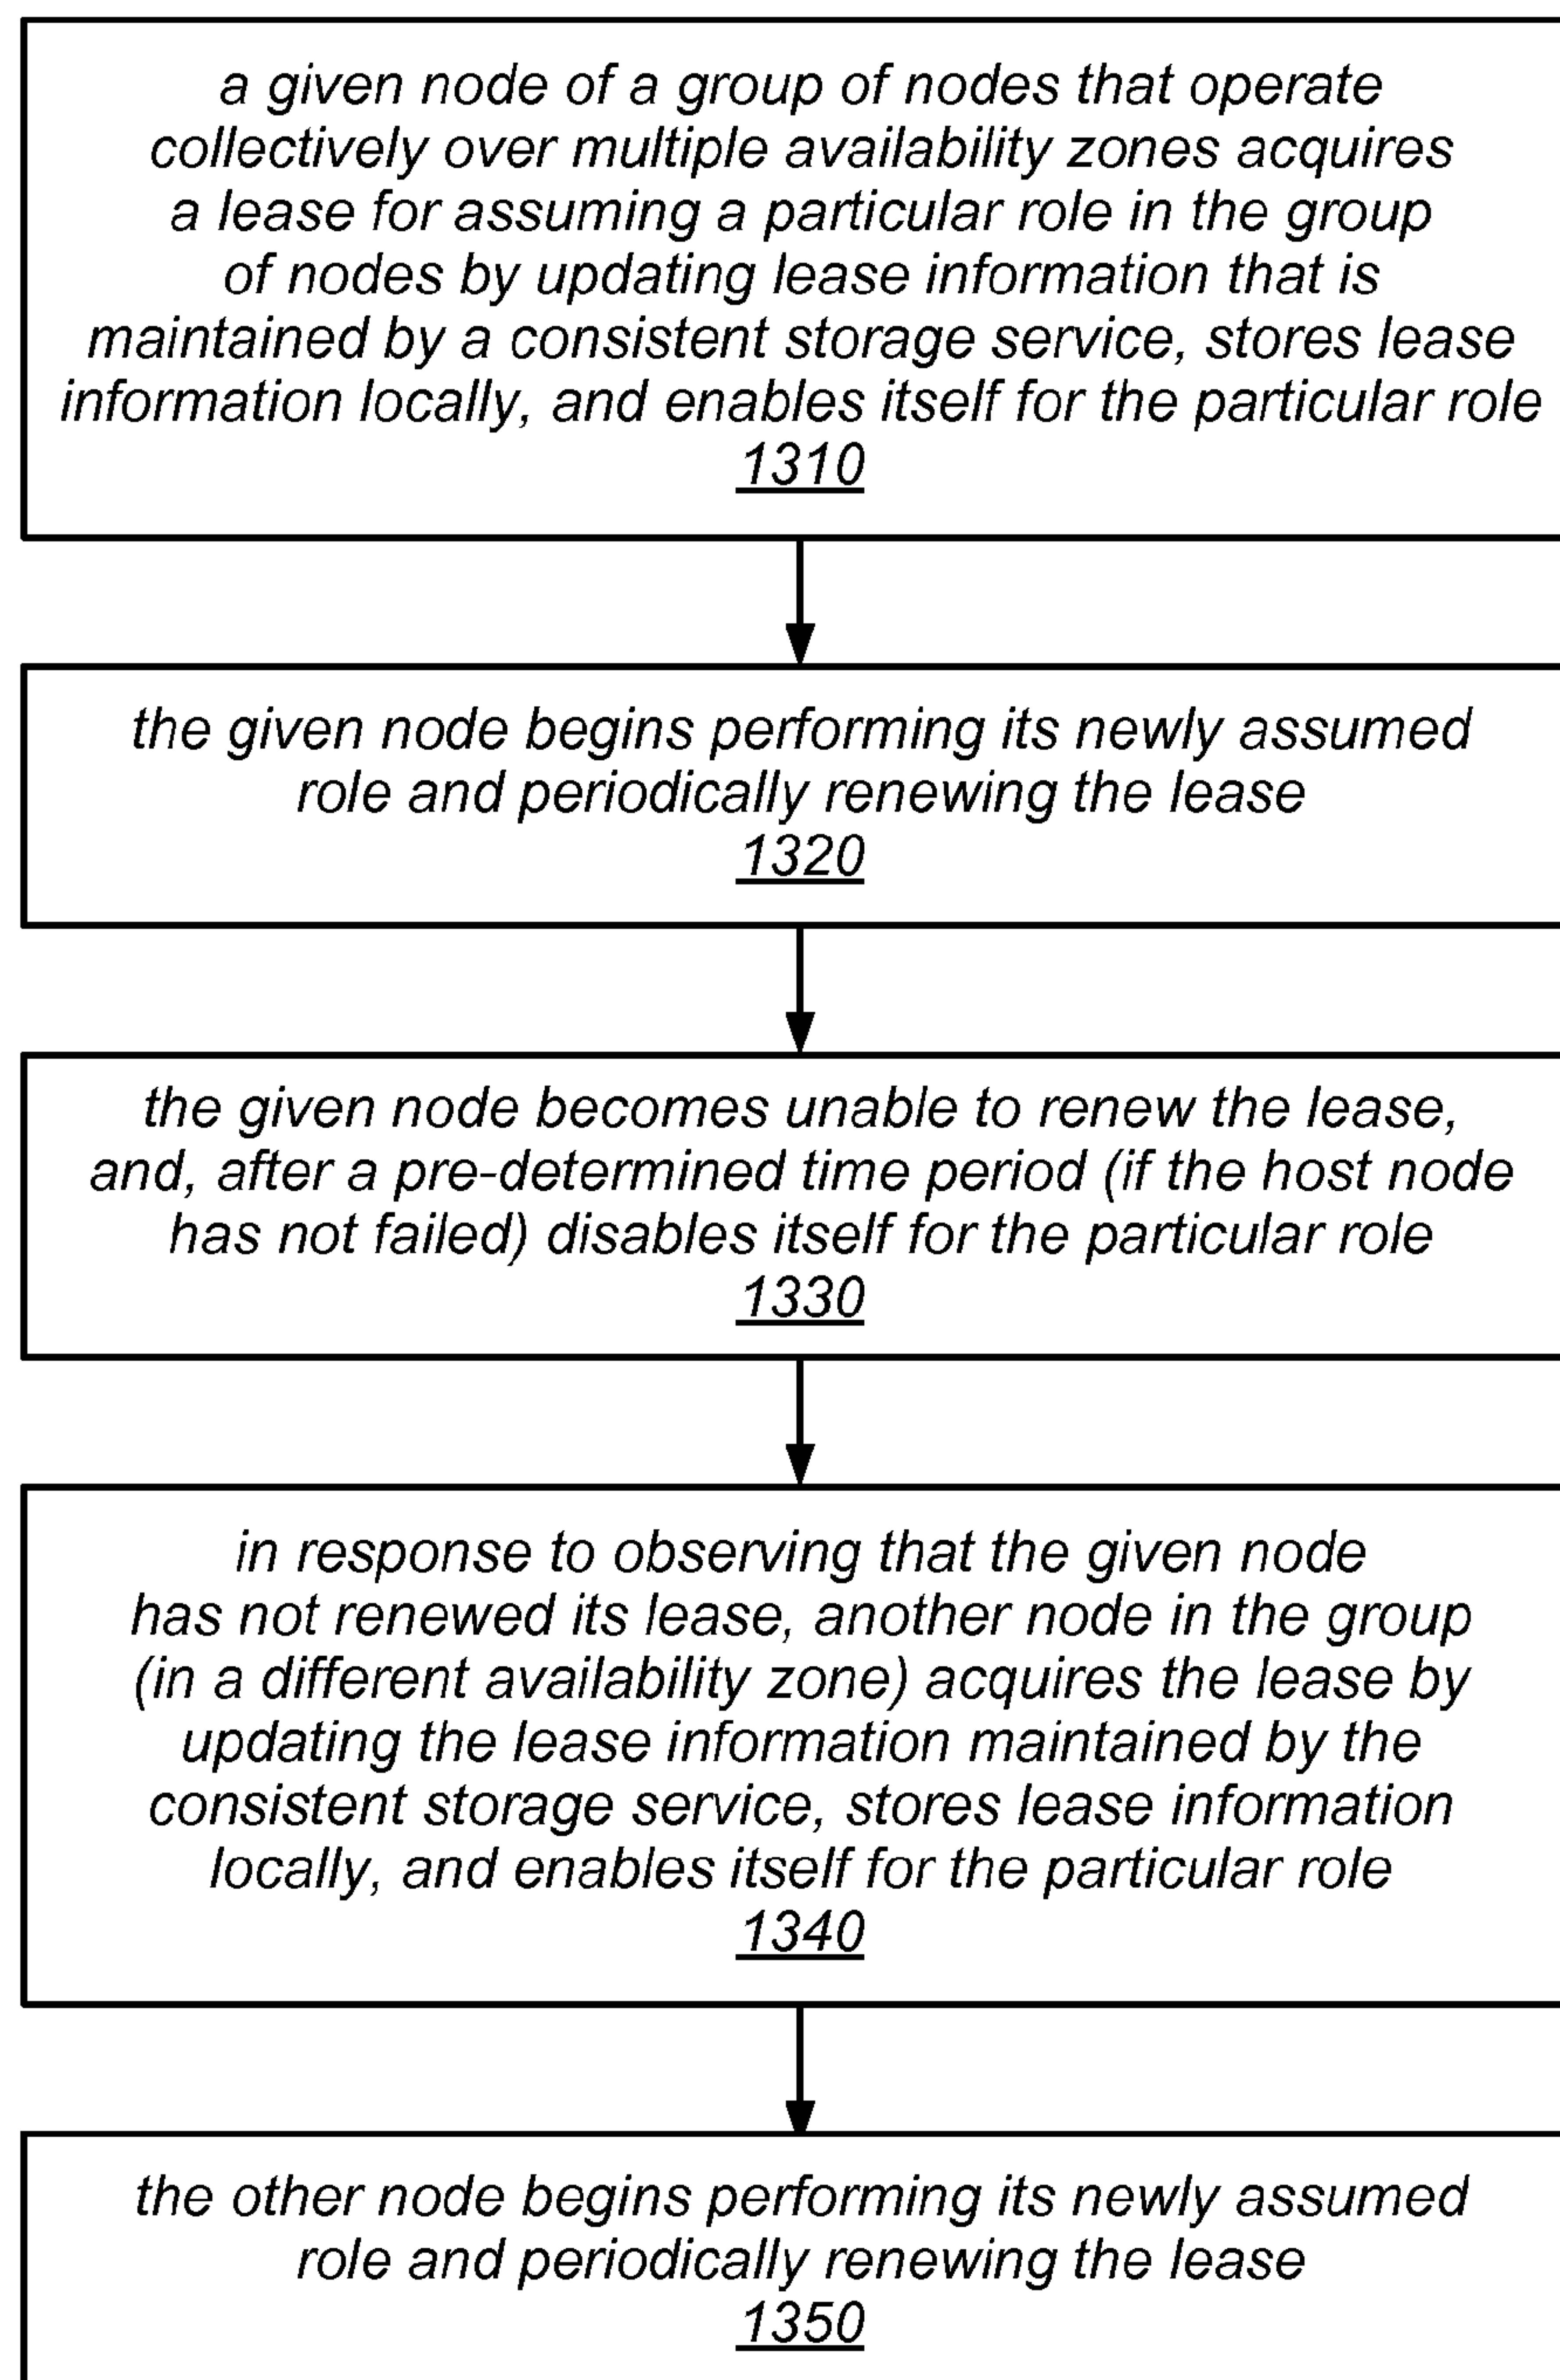 a given node of a group of nodes that operate
collectively over multiple availability zones acquires
a lease for assuming a particular role in the group
of nodes by updating lease information that is
maintained by a consistent storage service, stores lease
information locally, and enables itself for the particular role
1310
the given node begins performing its newly assumed
role and periodically renewing the lease
1320
the given node becomes unable to renew the lease,
and, after a pre-determined time period (if the host node
has not failed) disables itself for the particular role
1330
in response to observing that the given node
has not renewed its lease, another node in the group
(in a different availability zone) acquires the lease by
updating the lease information maintained by the
consistent storage service, stores lease information
locally, and enables itself for the particular role
1340
the other node begins performing its newly assumed
role and periodically renewing the lease
1350